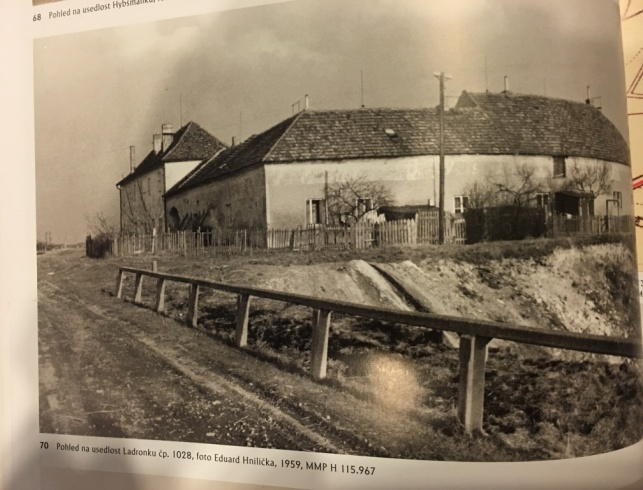 68 Pohled na usedlost Hybšmanku,
70 Pohled na usedlost Ladronku čp. 1028, foto Eduard Hnilička, 1959, MMP H 115.967